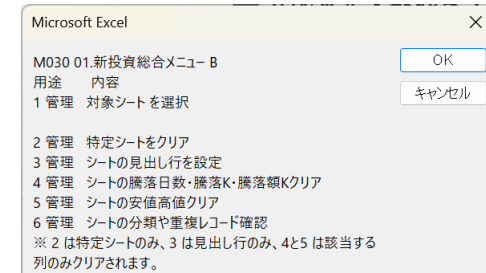 Microsoft Excel
M030 01.新投資総合メニュー B
OK
用途 内容
キャンセル
1 管理 対象シート を選択
2 管理 特定シートをクリア
3 管理 シートの見出し行を設定
4 管理 シートの騰落日数・騰落K・騰落額Kクリア
5 管理 シートの安値高値クリア
6 管理 シートの分類や重複レコード確認
※ 2 は特定シートのみ、3 は見出し行のみ、4と5 は該当する
列のみクリアされます。